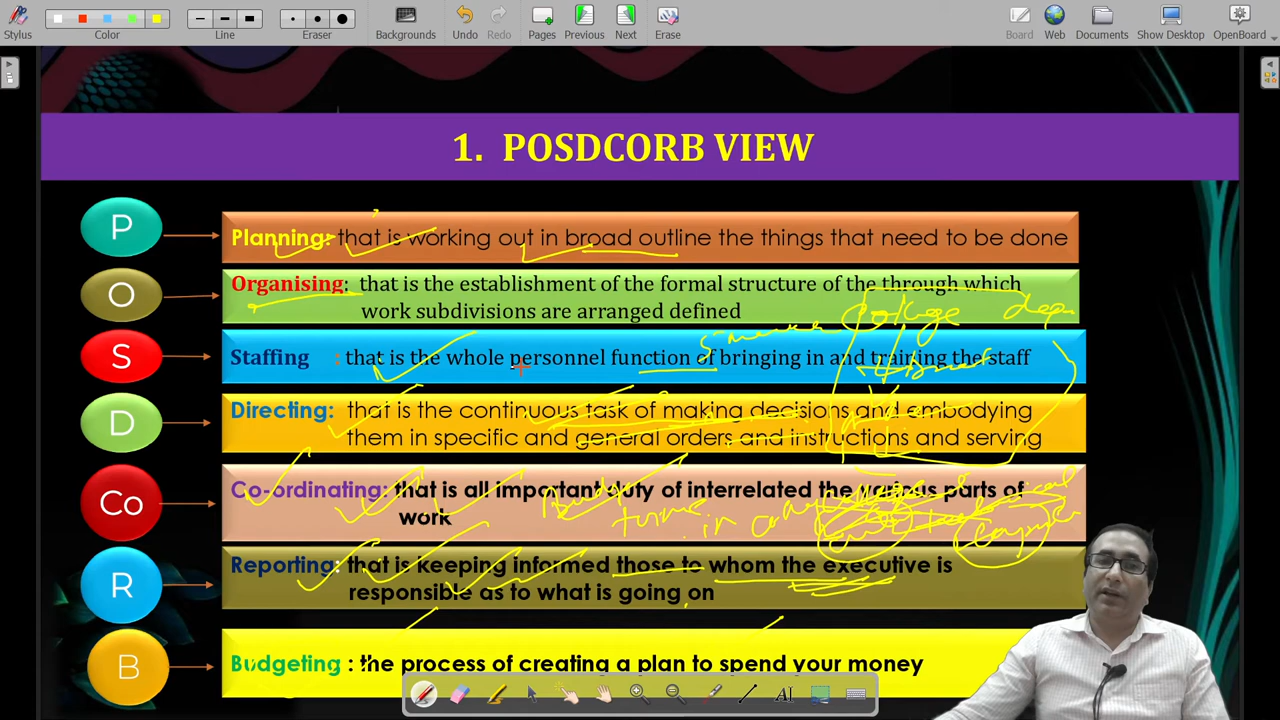 Stylus
Color
Line
Eraser
Backgrounds
Undo
Redo
Pages
Previous
Next
Erase
Board
Web
Documents
Show Desktop
OpenBoard
1. POSDCORB VIEW
P
Planning: that is working out in broad outline the things that need to be done
O
Organising: that is the establishment of the formal structure of the through which
work subdivisions are arranged defined
S
Staffing : that is the whole personnel function of bringing in and training the staff
D
Directing: that is the continuous task of making decisions and embodying
them in specific and general orders and instructions and serving
Co
Co-ordinating: that is all important duty of interrelated the various parts of
work
R
Reporting: that is keeping informed those to whom the executive is
responsible as to what is going on
B
Budgeting : the process of creating a plan to spend your money